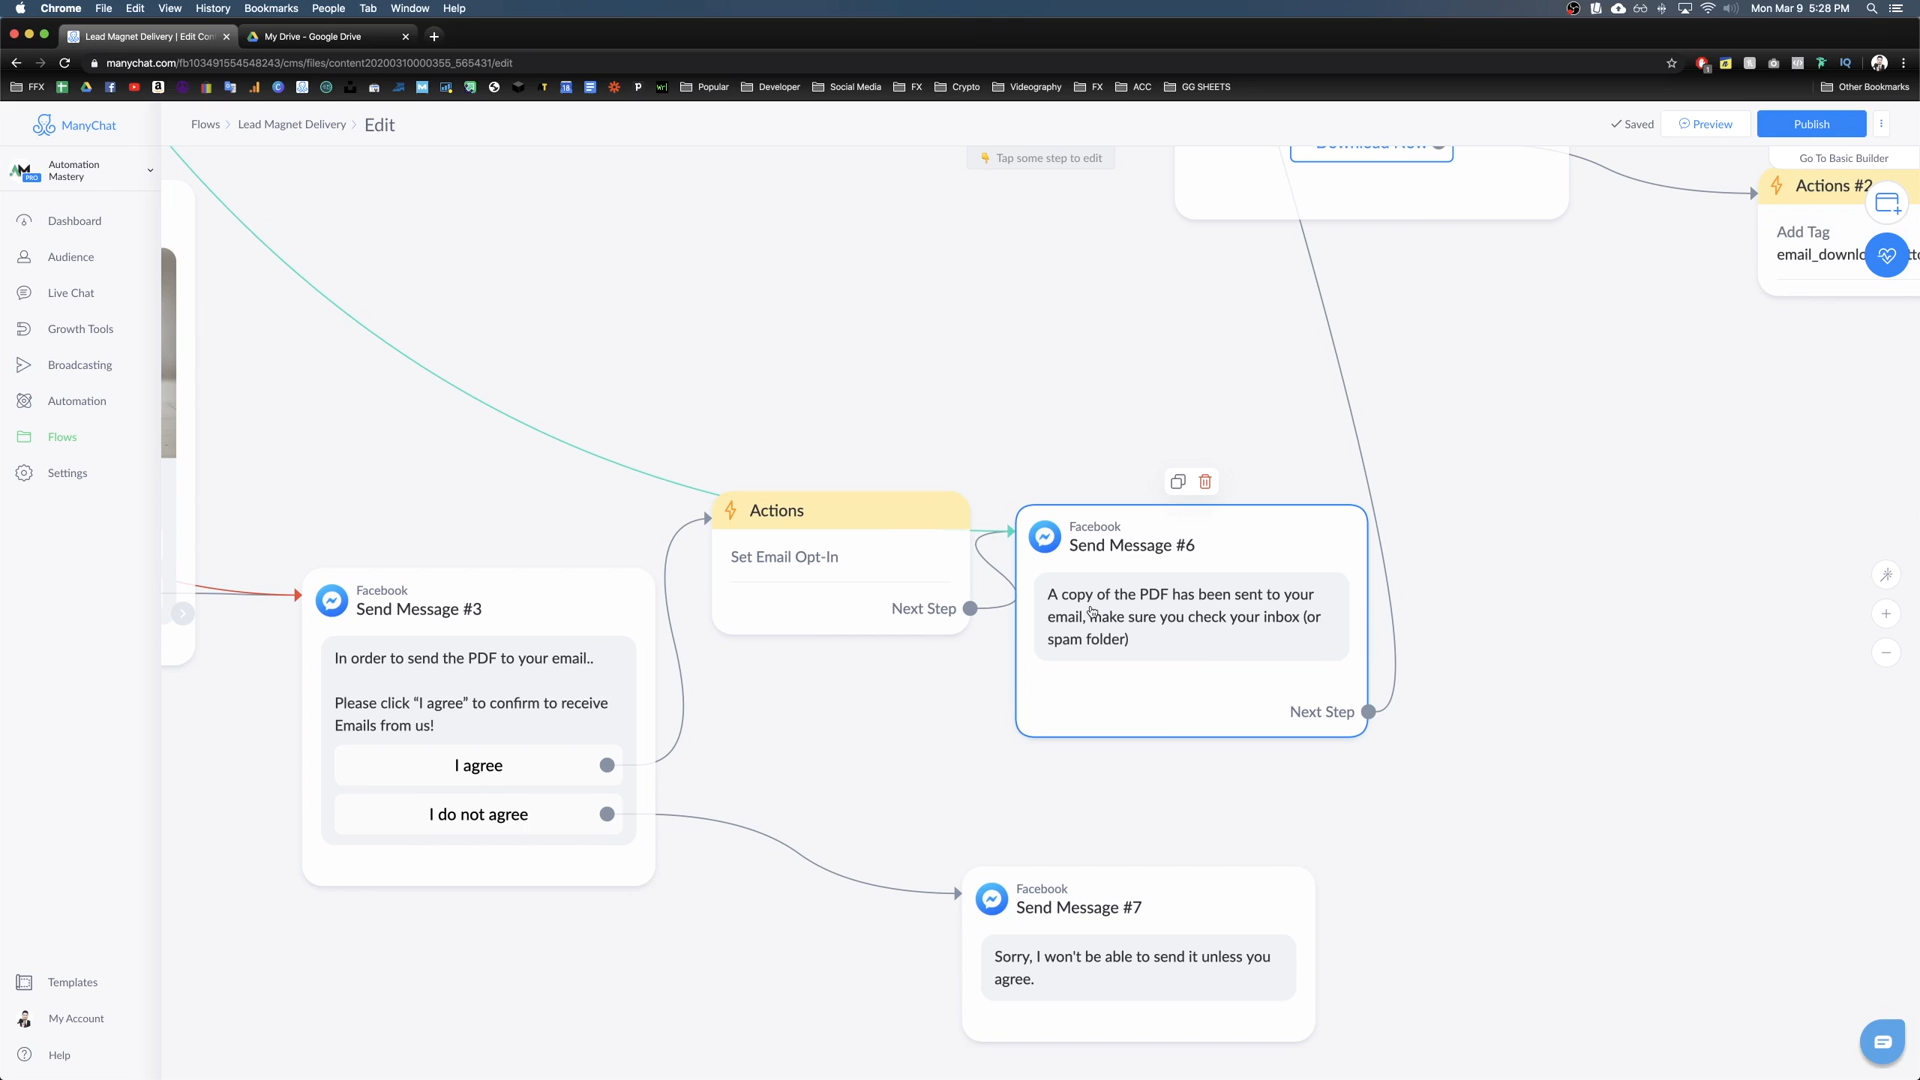 Chrome File Edit View History Bookmarks People Tab Window Help
Mon Mar 9 5:28 PM
Lead Magnet Delivery | Edit Con
My Drive - Google Drive
manychat.com/fb103491554548243/cms/files/content20200310000355_565431/edit
FFX
Popular
Developer
Social Media
FX
Crypto
Videography
FX
ACC
GG SHEETS
Other Bookmarks
ManyChat
Flows
Lead Magnet Delivery
Edit
Saved
Preview
Publish
Automation
Mastery
PRO
Dashboard
Audience
Live Chat
Growth Tools
Broadcasting
Automation
Flows
Settings
Templates
My Account
Help
Tap some step to edit
Download Now
Go To Basic Builder
Actions #2
Add Tag
Actions
Set Email Opt-In
Next Step
Facebook
Send Message #6
A copy of the PDF has been sent to your
email, make sure you check your inbox (or
spam folder)
Next Step
Facebook
Send Message #3
In order to send the PDF to your email..
Please click “I agree” to confirm to receive
Emails from us!
I agree
I do not agree
Facebook
Send Message #7
Sorry, I won't be able to send it unless you
agree.